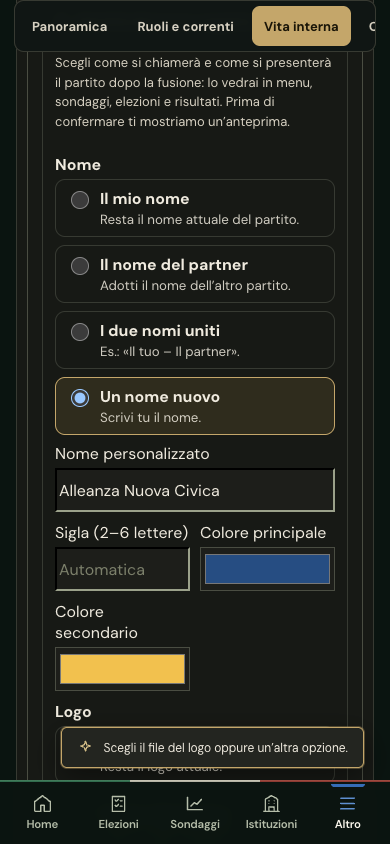 Panoramica
Ruoli e correnti
Vita interna
Scegli come si chiamerà e come si presenterà
il partito dopo la fusione: lo vedrai in menu,
sondaggi, elezioni e risultati. Prima di
confermare ti mostriamo un’anteprima.
Nome
Il mio nome
Resta il nome attuale del partito.
Il nome del partner
Adotti il nome dell’altro partito.
I due nomi uniti
Es.: «Il tuo – Il partner».
Un nome nuovo
Scrivi tu il nome.
Nome personalizzato
Alleanza Nuova Civica
Sigla (2–6 lettere)
Colore principale
Automatica
Colore
secondario
Logo
Scegli il file del logo oppure un’altra opzione.
Resta il logo attuale.
Home
Elezioni
Sondaggi
Istituzioni
Altro